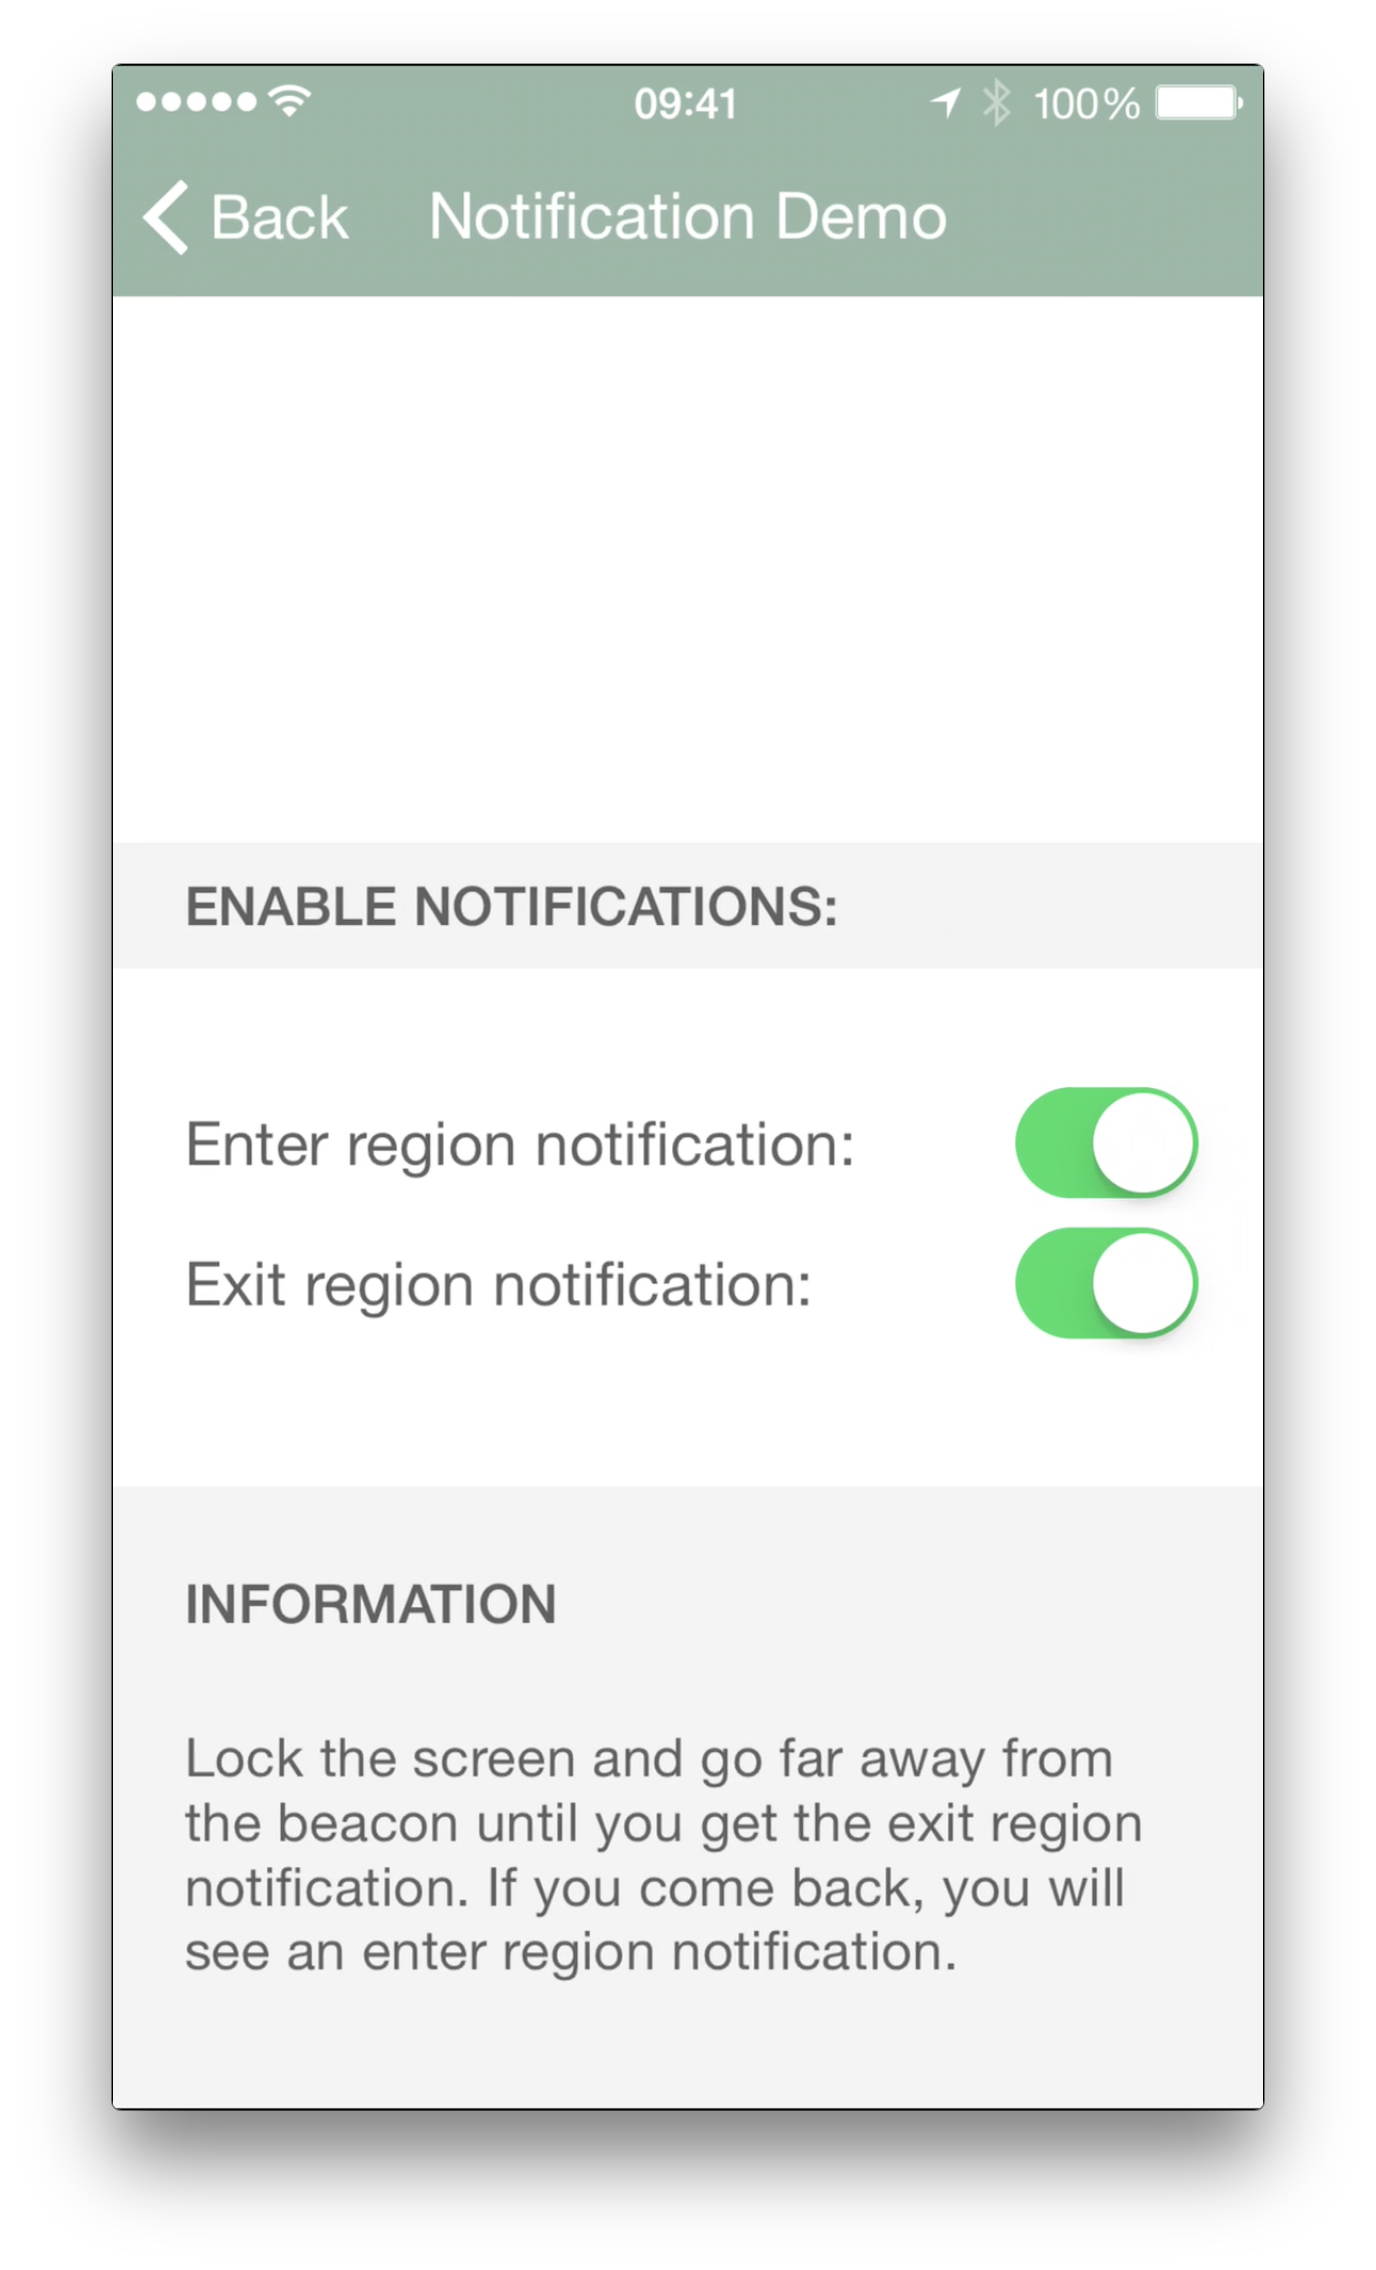 09:41
100%
Back
Notification Demo
ENABLE NOTIFICATIONS:
Enter region notification:
Exit region notification:
INFORMATION
Lock the screen and go far away from
the beacon until you get the exit region
notification. If you come back, you will
see an enter region notification.